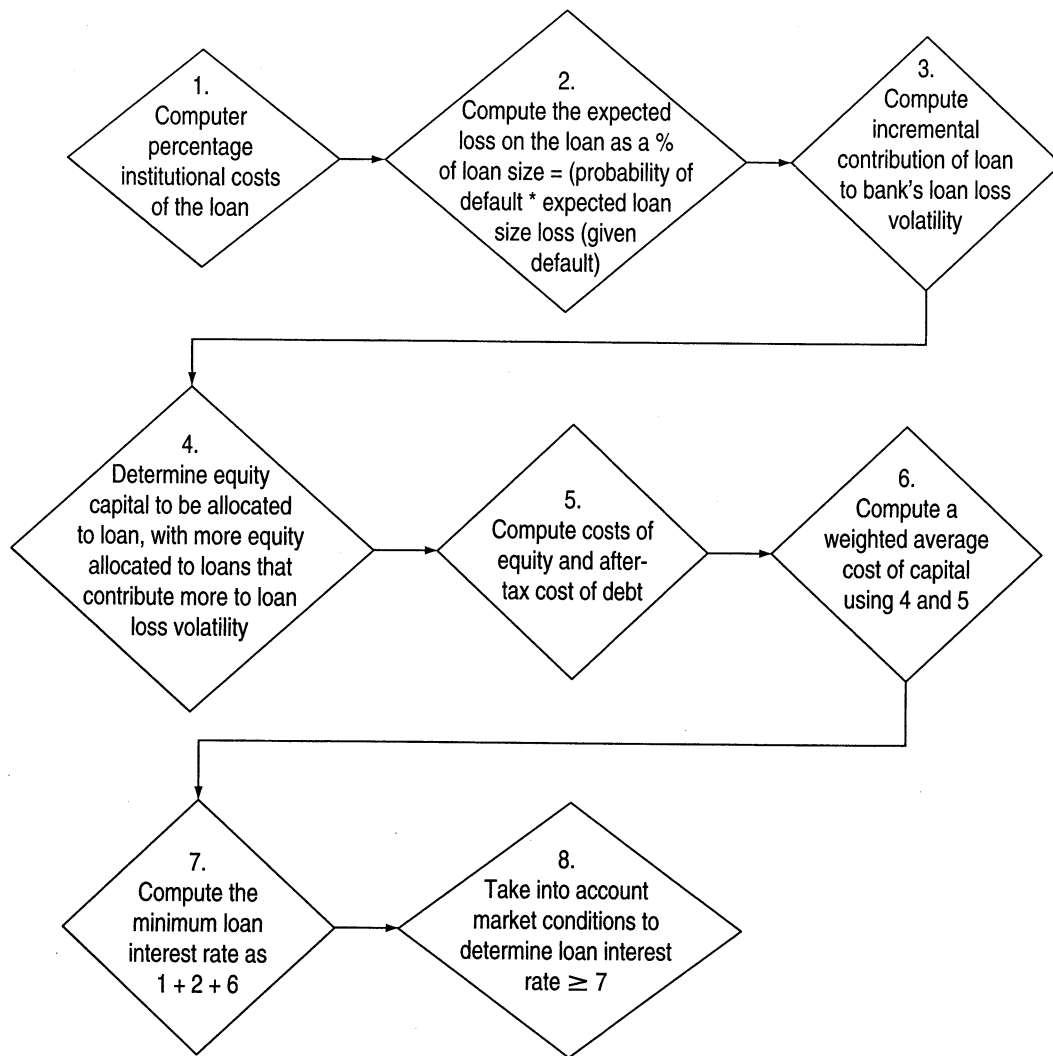 1.
Computer
percentage
institutional costs
of the loan
2.
Compute the expected
loss on the loan as a %
of loan size = (probability of
default * expected loan
size loss (given
default)
3.
Compute
incremental
contribution of loan
to bank's loan loss
volatility
4.
Determine equity
capital to be allocated
to loan, with more equity
allocated to loans that
contribute more to loan
loss volatility
5.
Compute costs of
equity and after-
tax cost of debt
6.
Compute a
weighted average
cost of capital
using 4 and 5
7.
Compute the
minimum loan
interest rate as
1 + 2 + 6
8.
Take into account
market conditions to
determine loan interest
rate ≥ 7